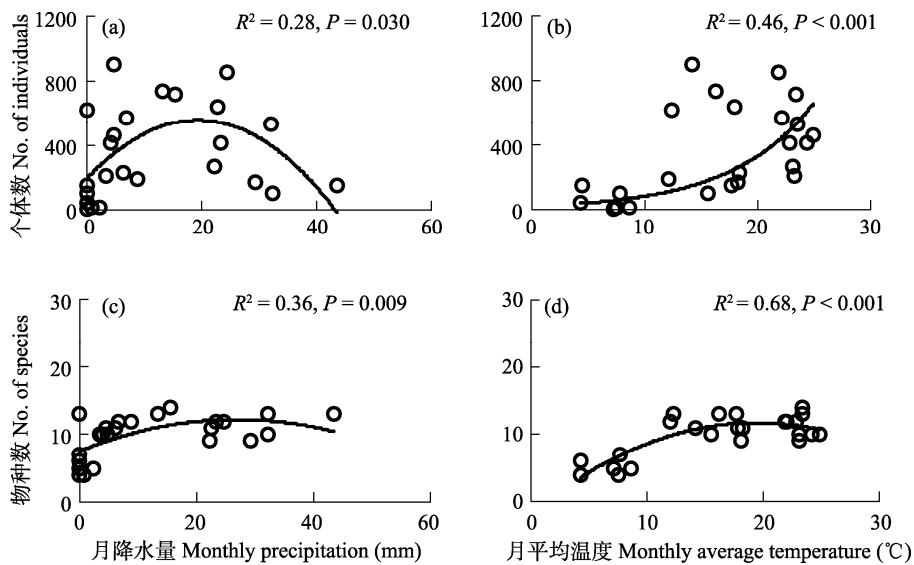 (a)
R² = 0.28, P = 0.030
1200
800
400
0
0
20
40
60
个体数 No. of individuals
(b)
R² = 0.46, P < 0.001
1200
800
400
0
0
10
20
30
(c)
R² = 0.36, P = 0.009
30
20
10
0
0
20
40
60
物种数 No. of species
月降水量 Monthly precipitation (mm)
(d)
R² = 0.68, P < 0.001
30
20
10
0
0
10
20
30
月平均温度 Monthly average temperature (℃)